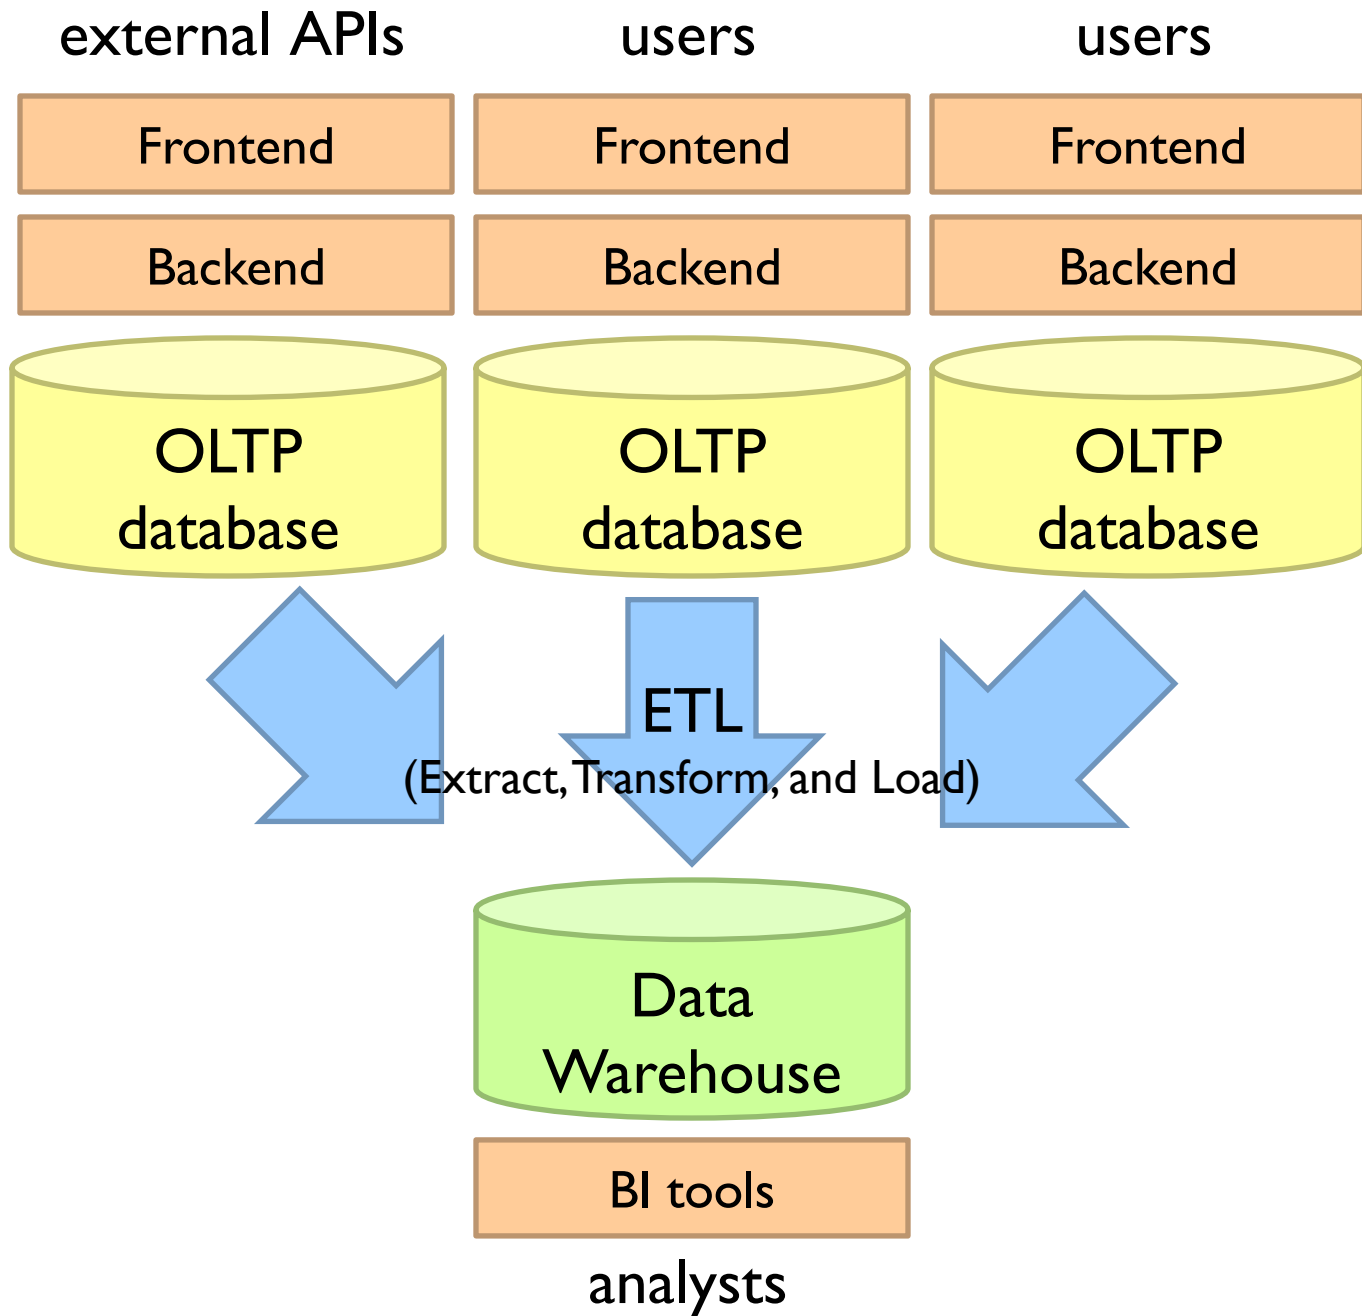 external APIs
users
users
Frontend
Frontend
Frontend
Backend
Backend
Backend
OLTP
database
OLTP
database
OLTP
database
ETL
(Extract, Transform, and Load)
Data
Warehouse
BI tools
analysts